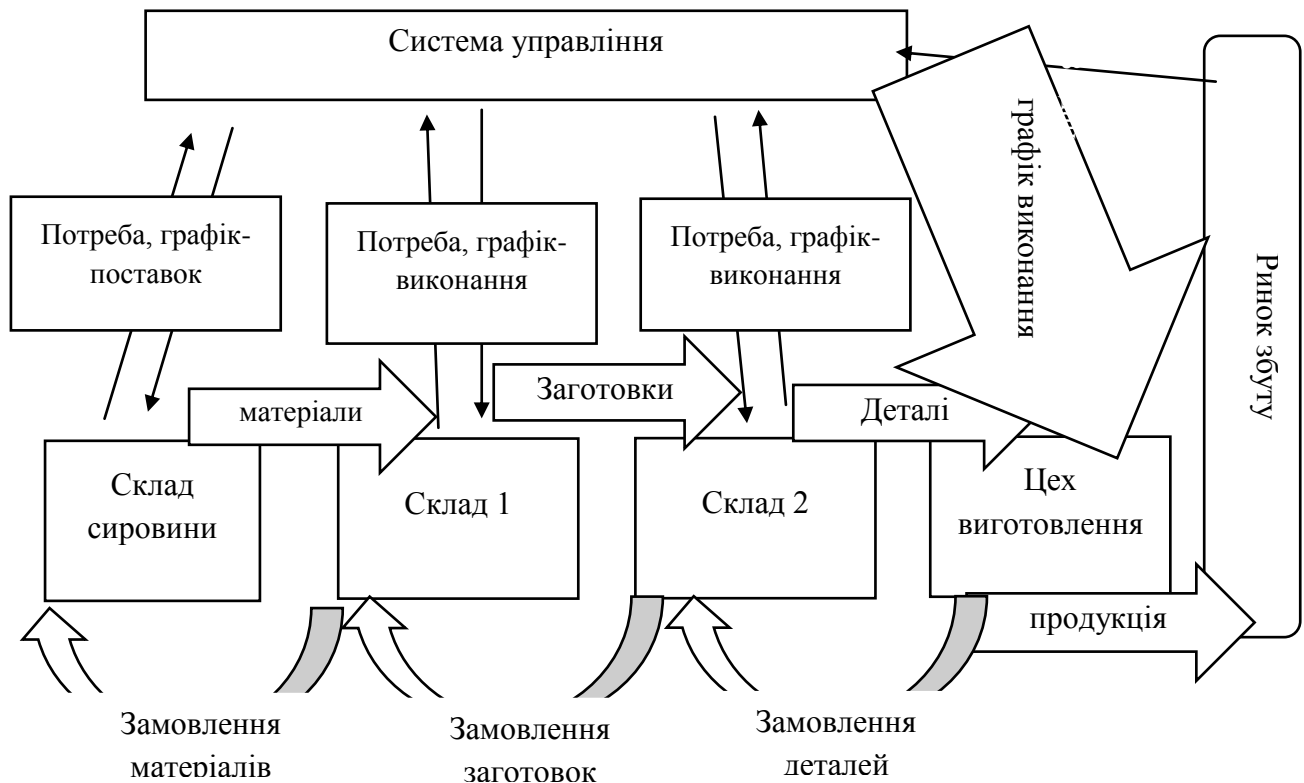 Система управління
графік виконання
Ринок збуту
Потреба, графік-
поставок
Потреба, графік-
виконання
Потреба, графік-
виконання
матеріали
Заготовки
Деталі
Склад
сировини
Склад 1
Склад 2
Цех
виготовлення
продукція
Замовлення
матеріалів
Замовлення
заготовок
Замовлення
деталей